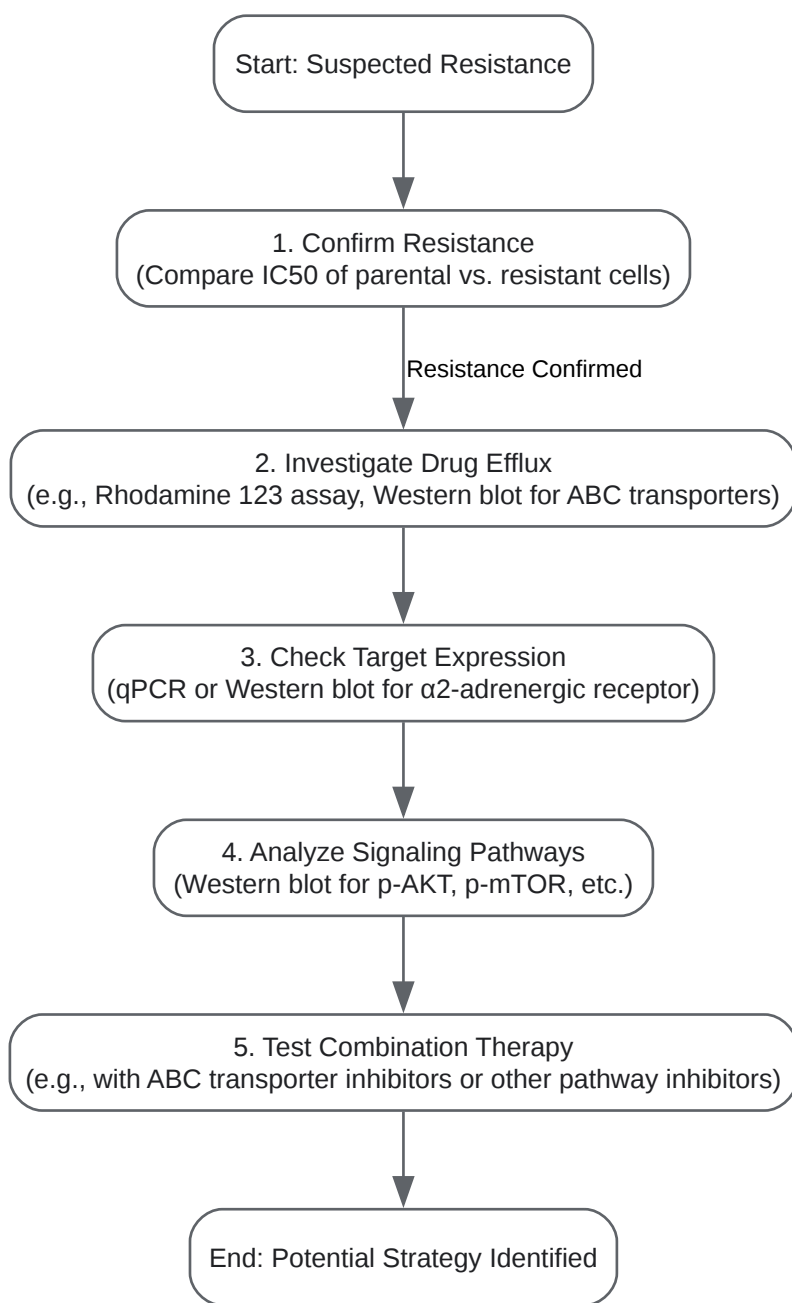 Start: Suspected Resistance
1. Confirm Resistance
(Compare IC50 of parental vs. resistant cells)
Resistance Confirmed
2. Investigate Drug Efflux
(e.g., Rhodamine 123 assay, Western blot for ABC transporters)
3. Check Target Expression
(qPCR or Western blot for α2-adrenergic receptor)
4. Analyze Signaling Pathways
(Western blot for p-AKT, p-mTOR, etc.)
5. Test Combination Therapy
(e.g., with ABC transporter inhibitors or other pathway inhibitors)
End: Potential Strategy Identified